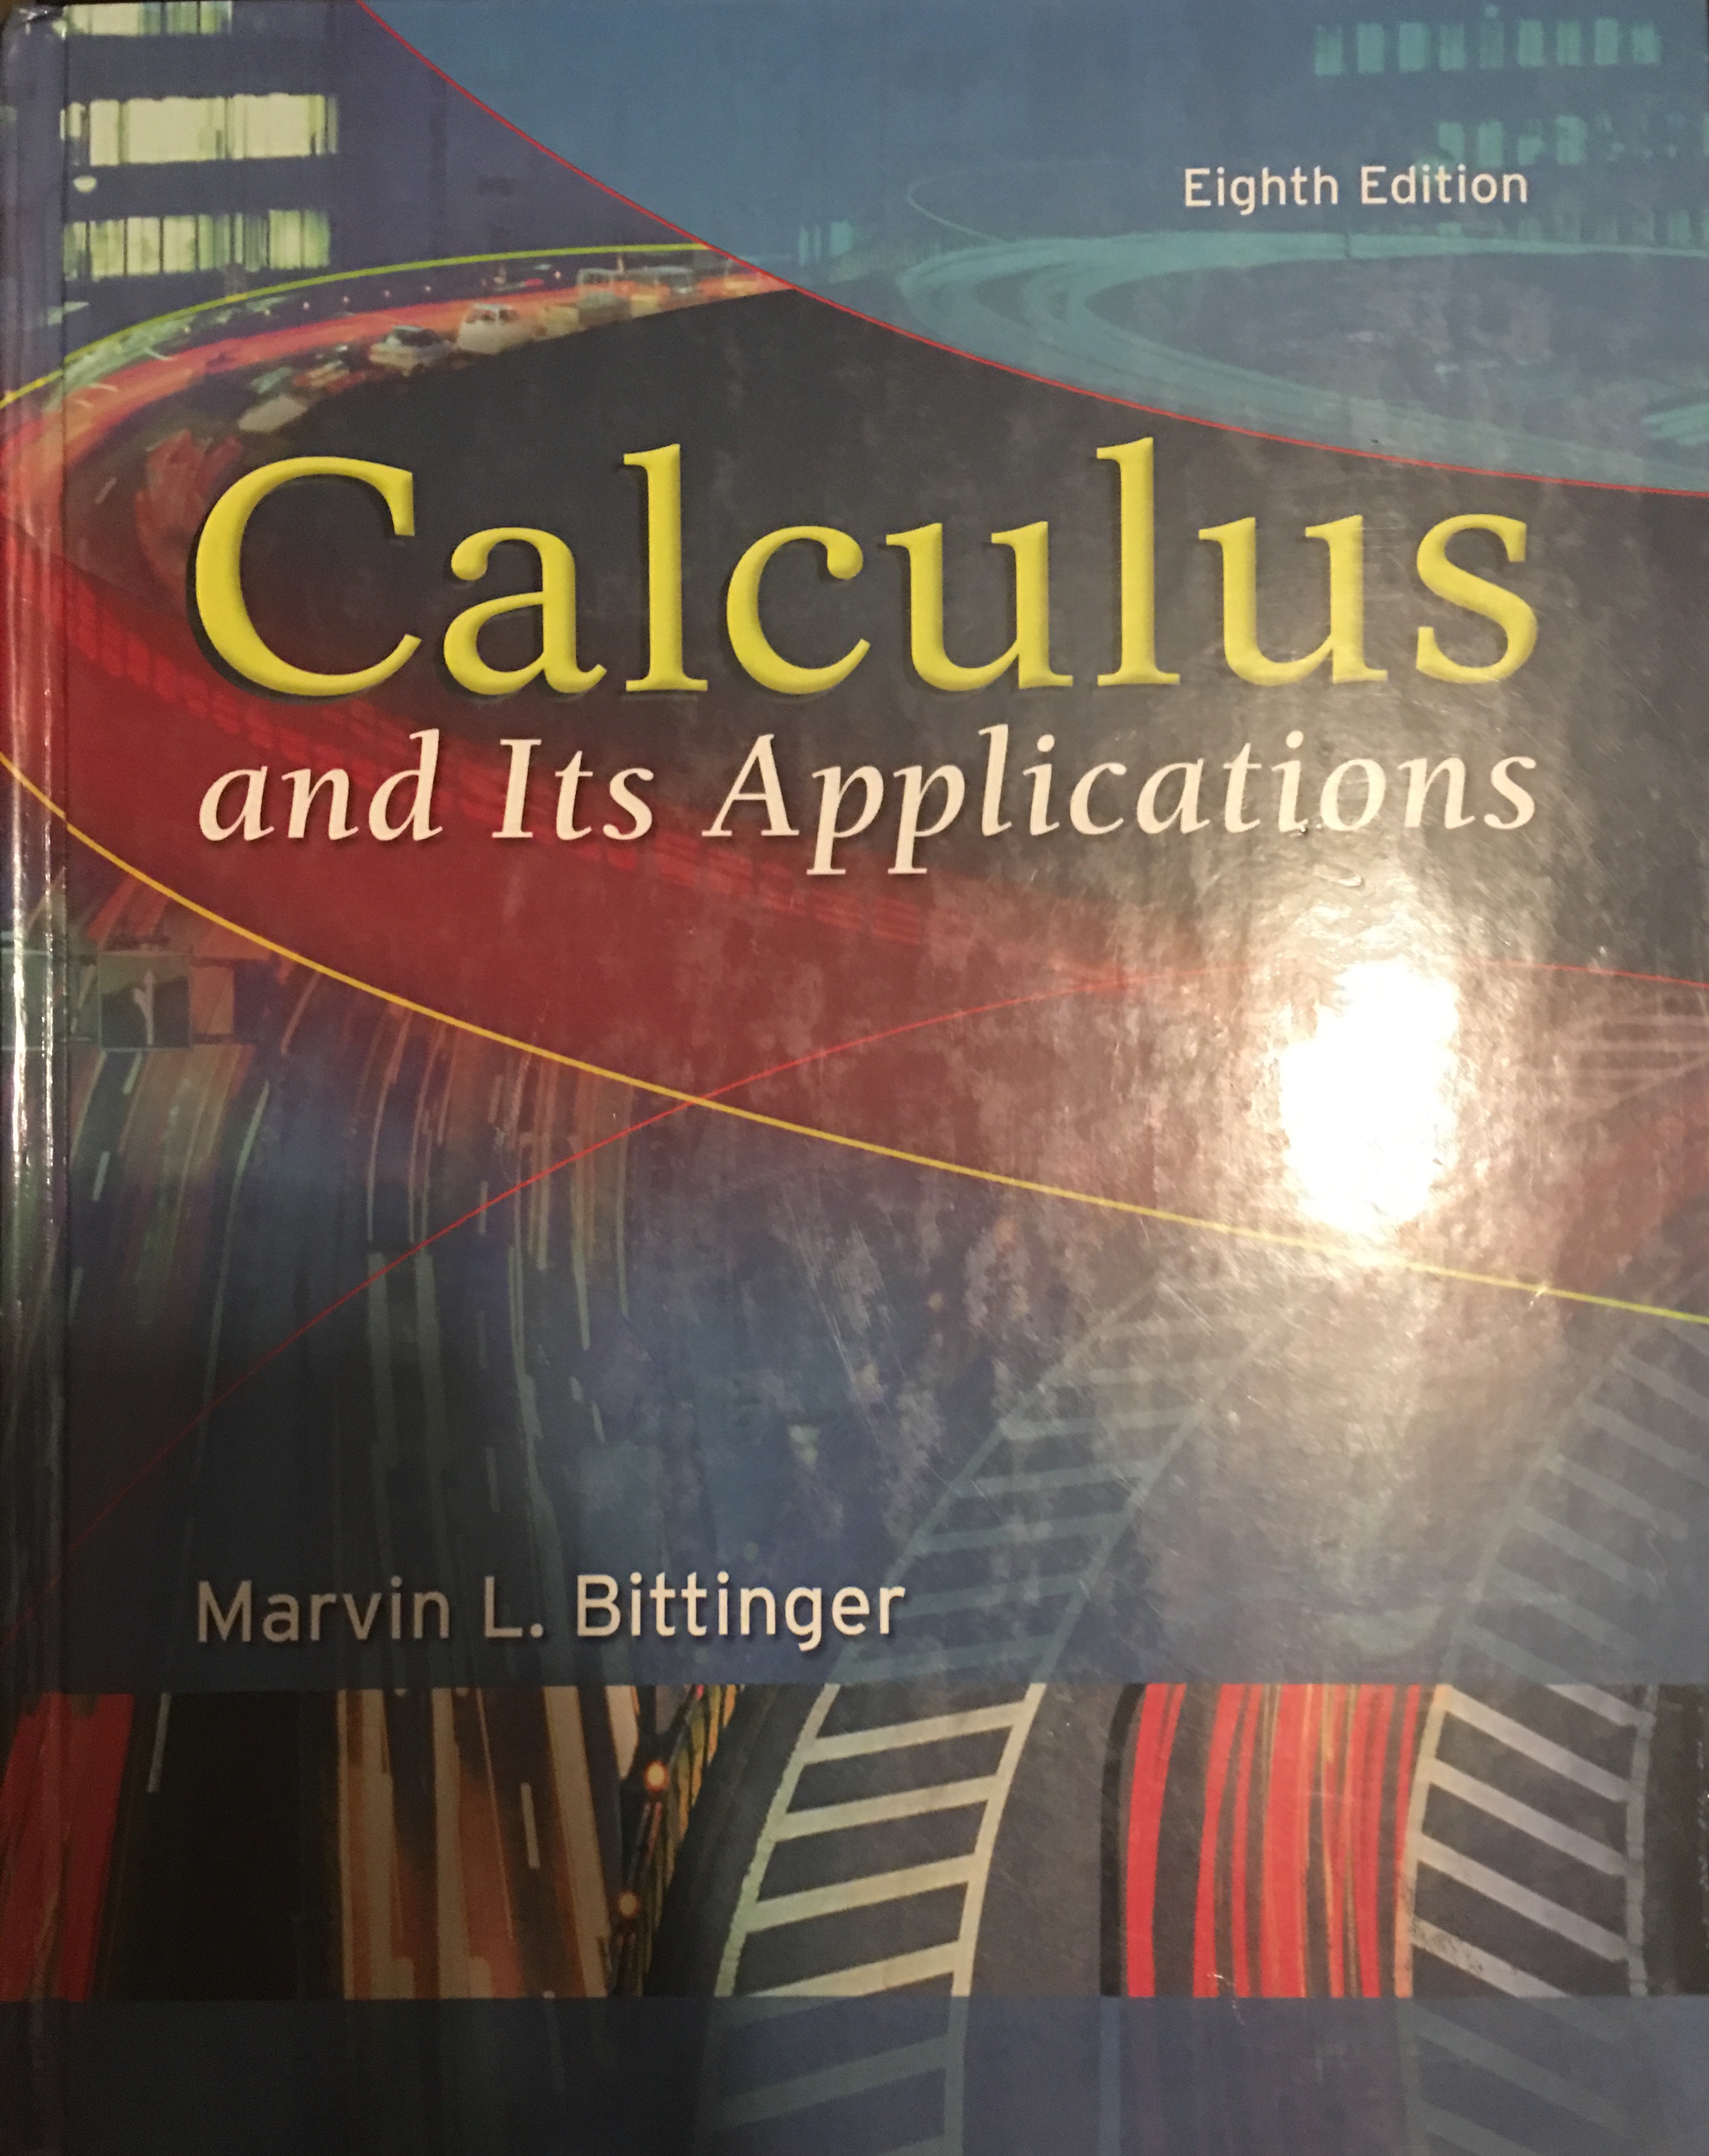 Eighth Edition
Calculus
and Its Applications
Marvin L. Bittinger